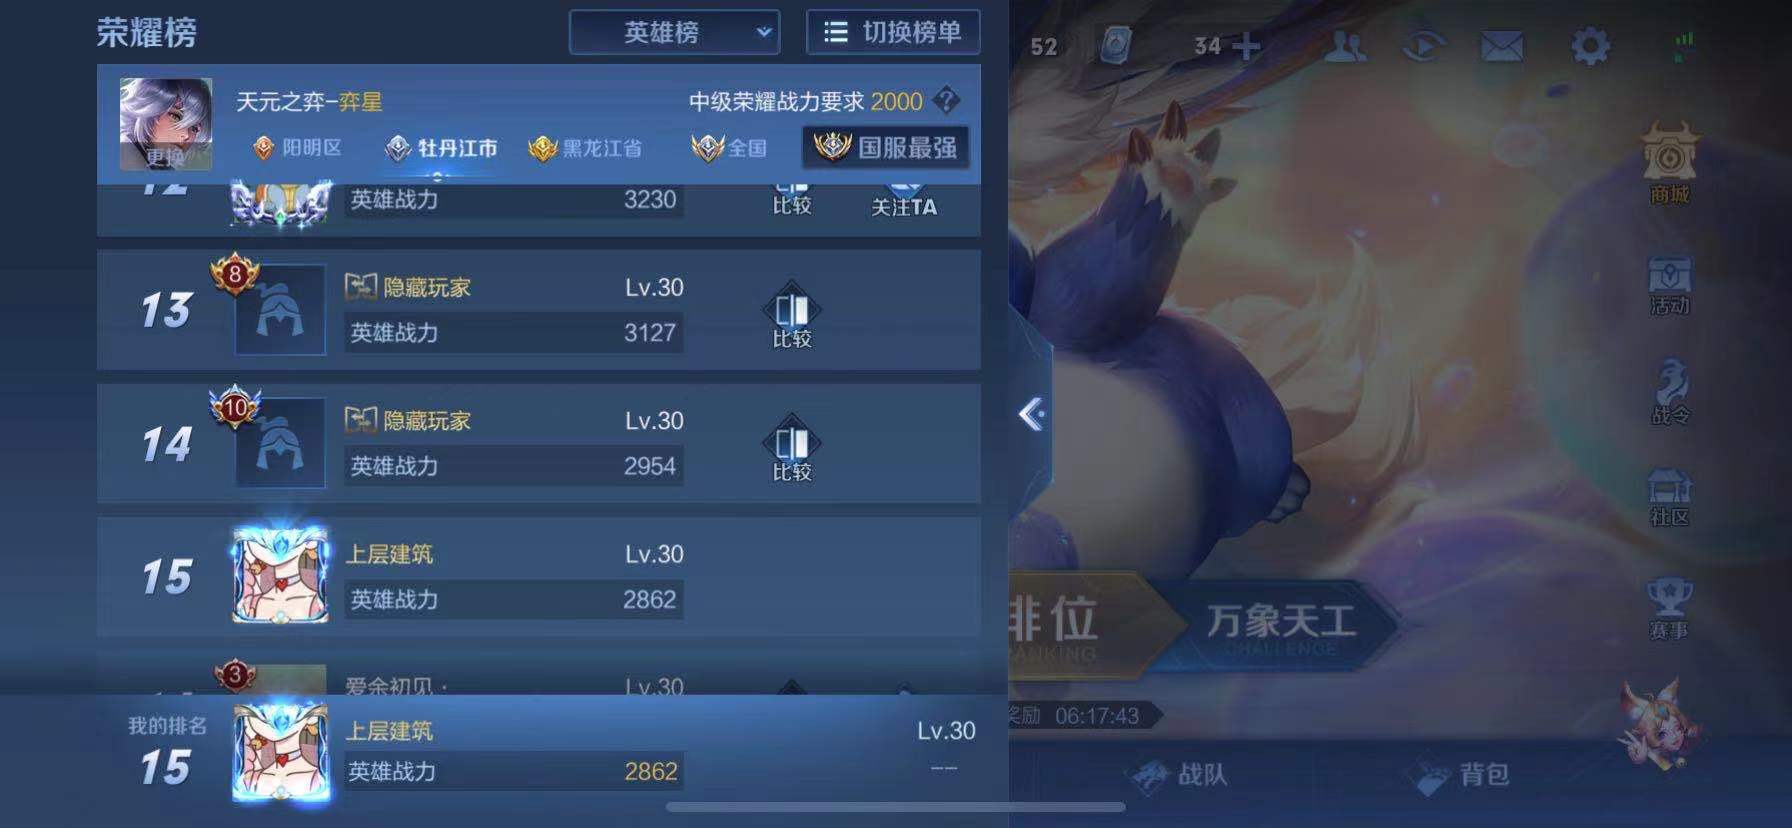 荣耀榜
英雄榜
切换榜单
52
34
天元之弈-弈星
中级荣耀战力要求 2000
?
更换
阳明区
牡丹江市
黑龙江省
全国
国服最强
商城
12
英雄战力
3230
比较
关注TA
8
13
隐藏玩家
Lv.30
英雄战力
3127
比较
活动
10
14
隐藏玩家
Lv.30
英雄战力
2954
比较
战令
社区
15
上层建筑
Lv.30
英雄战力
2862
排位
RANKING
万象天工
CHALLENGE
赛事
3
爱余初见·
Lv.30
我的排名
15
上层建筑
Lv.30
英雄战力
2862
--
奖励 06:17:43
战队
背包